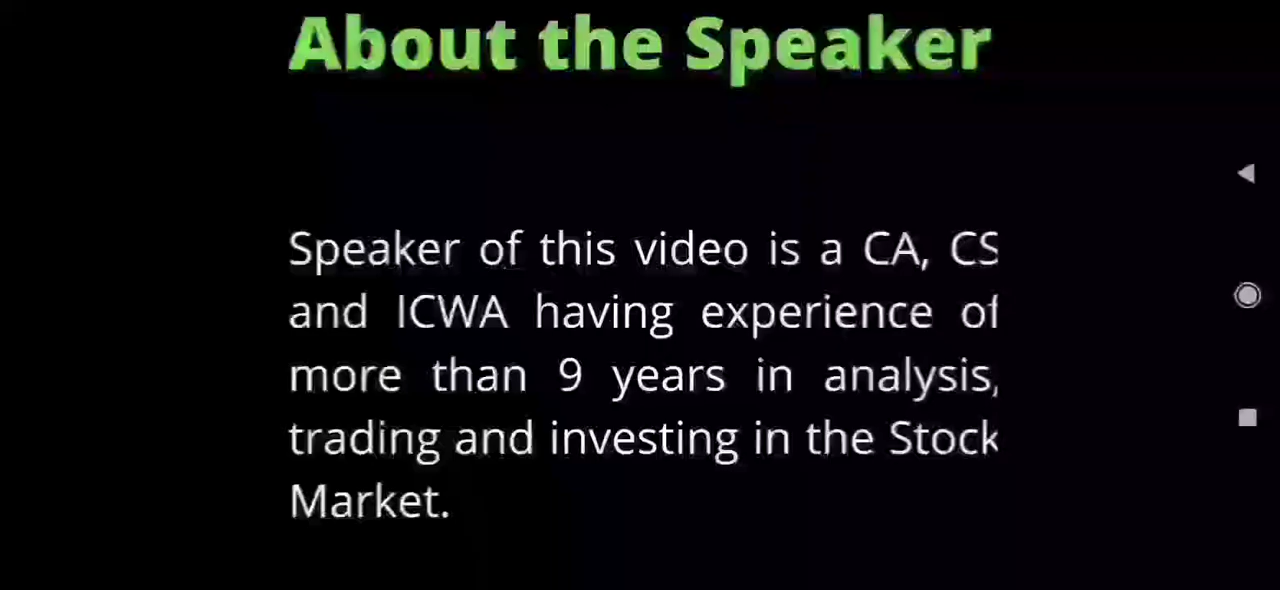 About the Speaker
Speaker of this video is a CA, CS
and ICWA having experience of
more than 9 years in analysis,
trading and investing in the Stock
Market.